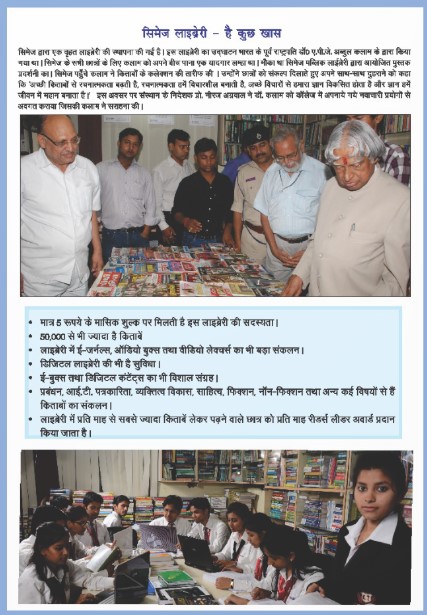 सिमेज लाइब्रेरी - है कुछ खास
सिमेज द्वारा एक वृहत लाइब्रेरी की स्थापना की गई है। इस लाइब्रेरी का उद्घाटन भारत के पूर्व राष्ट्रपति डॉ० ए.पी.जे. अब्दुल कलाम के द्वारा किया
गया था। सिमेज के सभी छात्रों के लिए कलाम को अपने बीच पाना एक यादगार लम्हा था। मौका था सिमेज पब्लिक लाईब्रेरी द्वारा आयोजित पुस्तक
प्रदर्शनी का। सिमेज पहुँचे कलाम ने किताबों के कलेक्शन की तारीफ की । उन्होंने छात्रों को संकल्प दिलाते हुए अपने साथ-साथ दुहराने को कहा
कि 'अच्छी किताबों से रचनात्मकता बढती है, रचनात्मकता हमें विचारशील बनाती है, अच्छे विचारों से हमारा ज्ञान विकसित होता है और ज्ञान हमें
जीवन में महान बनाता है।' इस अवसर पर संस्थान के निदेशक प्रो. नीरज अग्रवाल ने डॉ. कलाम को कॉलेज में अपनाये गये नवाचारी प्रयोगों से
अवगत कराया जिसकी कलाम ने सराहना की।
• मात्र 5 रूपये के मासिक शुल्क पर मिलती है इस लाइब्रेरी की सदस्यता।
• 50,000 से भी ज्यादा है किताबें
• लाइब्रेरी में ई-जर्नल्स, ऑडियो बुक्स तथा वीडियो लेक्चर्स का भी बड़ा संकलन।
• डिजिटल लाइब्रेरी की भी है सुविधा।
• ई-बुक्स तथा डिजिटल कंटेंट्स का भी विशाल संग्रह।
• प्रबंधन, आई.टी. पत्रकारिता, व्यक्तित्व विकास, साहित्य, फिक्शन, नॉन-फिक्शन तथा अन्य कई विषयों से हैं
किताबों का संकलन।
• लाइब्रेरी में प्रति माह से सबसे ज्यादा किताबें लेकर पढ़ने वाले छात्र को प्रति माह रीडर्स लीडर अवार्ड प्रदान
किया जाता है।